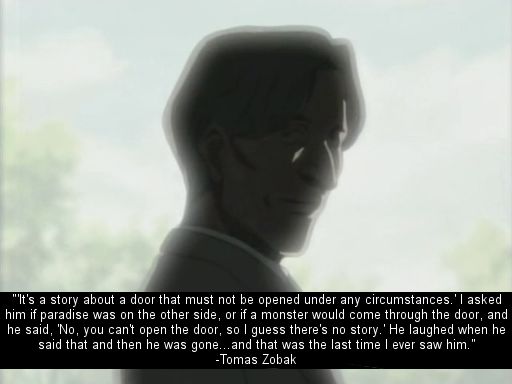 "'It's a story about a door that must not be opened under any circumstances.' I asked
him if paradise was on the other side, or if a monster would come through the door, and
he said, 'No, you can't open the door, so I guess there's no story.' He laughed when he
said that and then he was gone...and that was the last time I ever saw him."
-Tomas Zobak